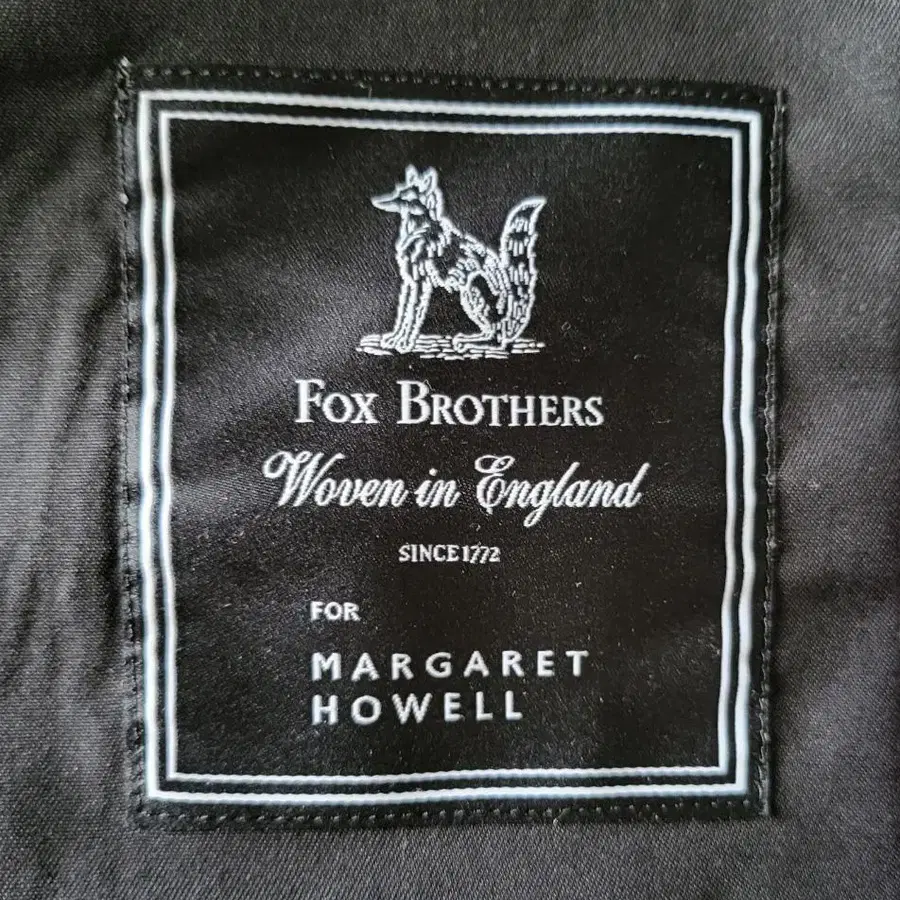 FOX BROTHERS
Woven in England
SINCE 1772
FOR
MARGARET
HOWELL